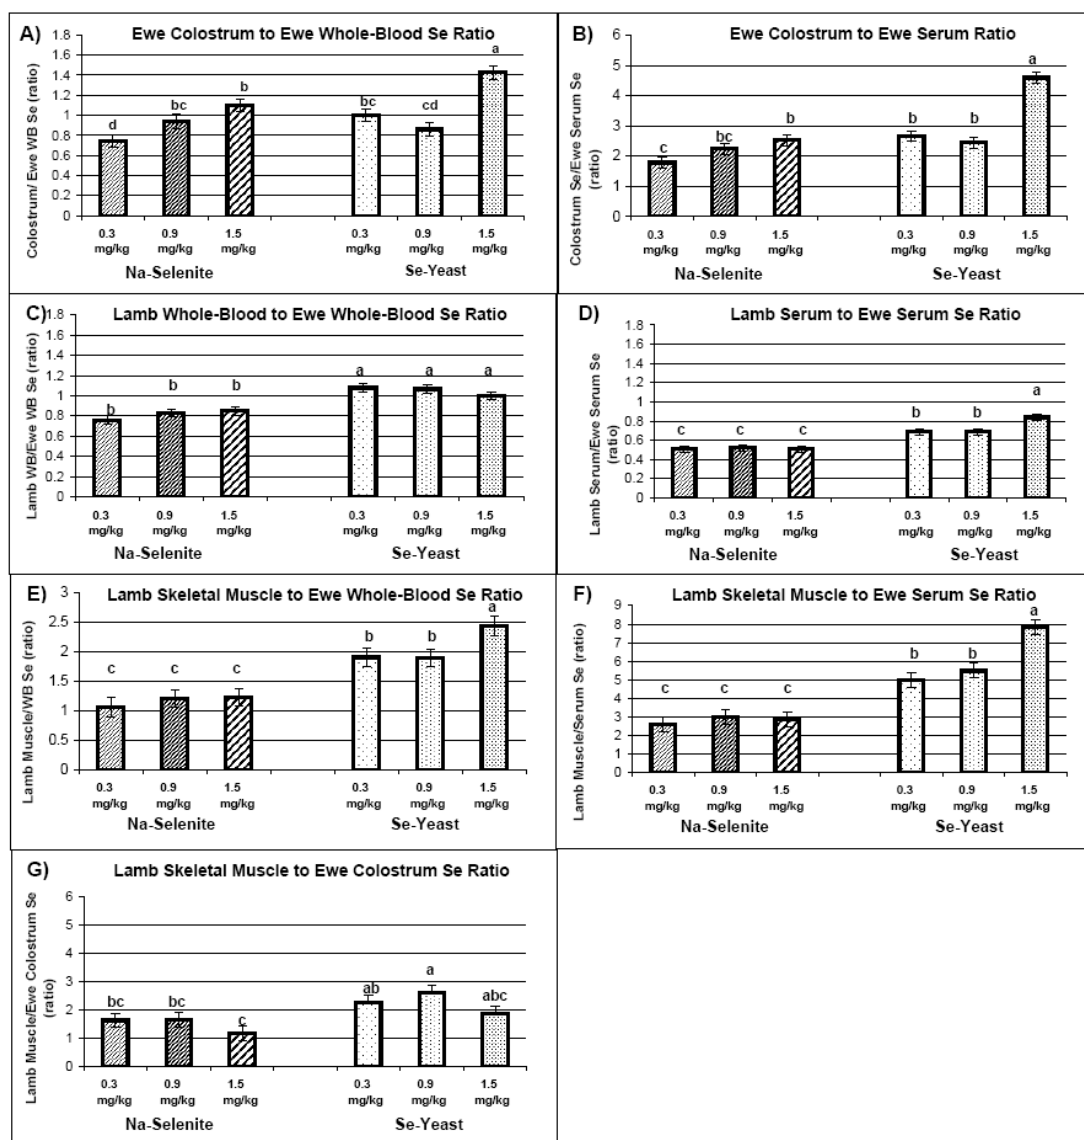 A)
Ewe Colostrum to Ewe Whole-Blood Se Ratio
Colostrum/ Ewe WB Se (ratio)
1.8
1.6
1.4
1.2
1
0.8
0.6
0.4
0.2
0
d
bc
b
bc
cd
a
0.3 0.9 1.5 0.3 0.9 1.5
mg/kg mg/kg mg/kg mg/kg mg/kg mg/kg
Na-Selenite Se-Yeast
B)
Ewe Colostrum to Ewe Serum Ratio
Colostrum Se/Ewe Serum Se
(ratio)
6
5
4
3
2
1
0
c
bc
b
b
b
a
0.3 0.9 1.5 0.3 0.9 1.5
mg/kg mg/kg mg/kg mg/kg mg/kg mg/kg
Na-Selenite Se-Yeast
C)
Lamb Whole-Blood to Ewe Whole-Blood Se Ratio
Lamb WB/Ewe WB Se (ratio)
1.8
1.6
1.4
1.2
1
0.8
0.6
0.4
0.2
0
b
b
b
a
a
a
0.3 0.9 1.5 0.3 0.9 1.5
mg/kg mg/kg mg/kg mg/kg mg/kg mg/kg
Na-Selenite Se-Yeast
D)
Lamb Serum to Ewe Serum Se Ratio
Lamb Serum/Ewe Serum Se
(ratio)
1.8
1.6
1.4
1.2
1
0.8
0.6
0.4
0.2
0
c
c
c
b
b
a
0.3 0.9 1.5 0.3 0.9 1.5
mg/kg mg/kg mg/kg mg/kg mg/kg mg/kg
Na-Selenite Se-Yeast
E)
Lamb Skeletal Muscle to Ewe Whole-Blood Se Ratio
Lamb Muscle/WB Se (ratio)
3
2.5
2
1.5
1
0.5
0
c
c
c
b
b
a
0.3 0.9 1.5 0.3 0.9 1.5
mg/kg mg/kg mg/kg mg/kg mg/kg mg/kg
Na-Selenite Se-Yeast
F)
Lamb Skeletal Muscle to Ewe Serum Se Ratio
Lamb Muscle/Serum Se (ratio)
9
8
7
6
5
4
3
2
1
0
c
c
c
b
b
a
0.3 0.9 1.5 0.3 0.9 1.5
mg/kg mg/kg mg/kg mg/kg mg/kg mg/kg
Na-Selenite Se-Yeast
G)
Lamb Skeletal Muscle to Ewe Colostrum Se Ratio
Lamb Muscle/Ewe Colostrum Se
(ratio)
6
5
4
3
2
1
0
bc
bc
c
ab
a
abc
0.3 0.9 1.5 0.3 0.9 1.5
mg/kg mg/kg mg/kg mg/kg mg/kg mg/kg
Na-Selenite Se-Yeast